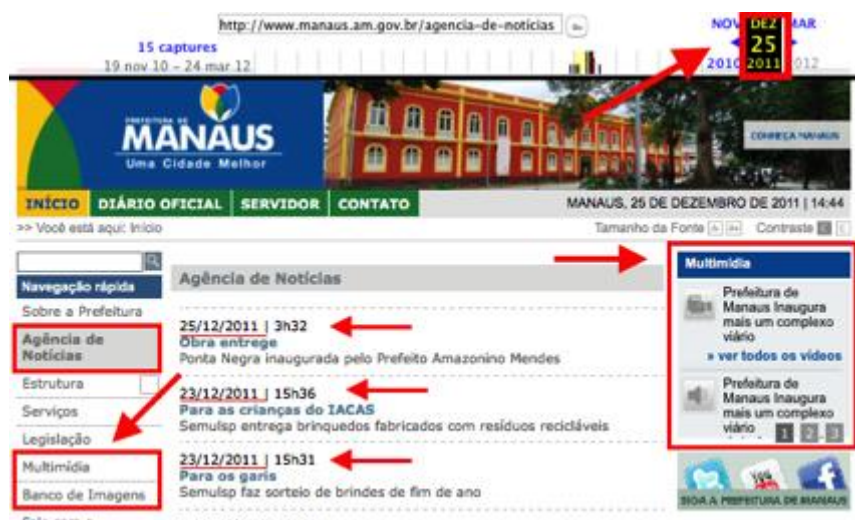 http://www.manaus.am.gov.br/agencia-de-noticias
NOV DEZ MAR
15 captures
25
19 nov 10 - 24 mar 12
2010 2011 2012
PREFEITURA DE
MANAUS
Uma Cidade Melhor
CONHEÇA MANAUS
INÍCIO DIÁRIO OFICIAL SERVIDOR CONTATO
MANAUS, 25 DE DEZEMBRO DE 2011 | 14:44
>> Você está aqui: Início
Tamanho da Fonte A- A+ Contraste C C
Navegação rápida
Sobre a Prefeitura
Agência de
Notícias
Estrutura
Serviços
Legislação
Multimídia
Banco de Imagens
Fale com a
Agência de Notícias
25/12/2011 | 3h32
Obra entrege
Ponta Negra inaugurada pelo Prefeito Amazonino Mendes
23/12/2011 | 15h36
Para as crianças do IACAS
Semulsp entrega brinquedos fabricados com resíduos recicláveis
23/12/2011 | 15h31
Para os garis
Semulsp faz sorteio de brindes de fim de ano
Multimídia
Prefeitura de
Manaus Inaugura
mais um complexo
viário
» ver todos os vídeos
Prefeitura de
Manaus Inaugura
mais um complexo
viário
1 2 3
You
SIGA A PREFEITURA DE MANAUS